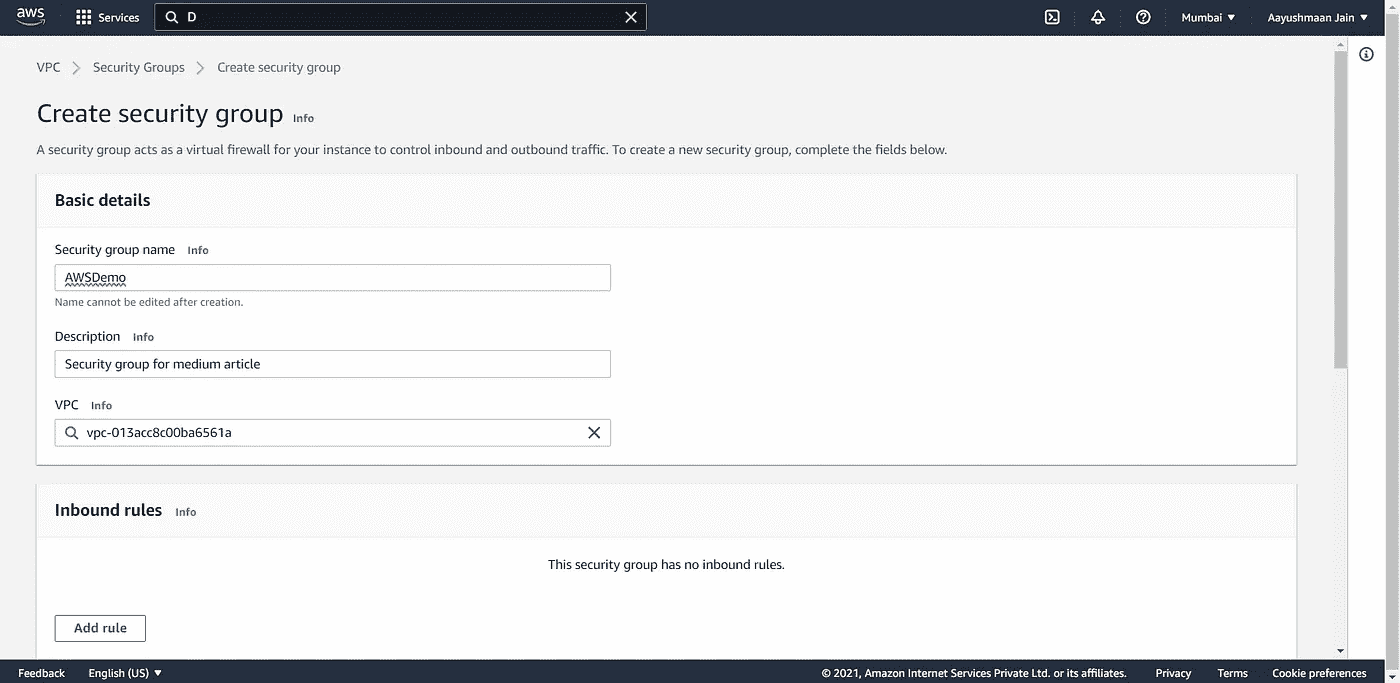 aws Services D Mumbai ▼ Aayushmaan Jain ▼
VPC > Security Groups > Create security group
Create security group Info
A security group acts as a virtual firewall for your instance to control inbound and outbound traffic. To create a new security group, complete the fields below.
Basic details
Security group name Info
AWSDemo
Name cannot be edited after creation.
Description Info
Security group for medium article
VPC Info
vpc-013acc8c00ba6561a
Inbound rules Info
This security group has no inbound rules.
Add rule
Feedback English (US) ▼ © 2021, Amazon Internet Services Private Ltd. or its affiliates. Privacy Terms Cookie preferences